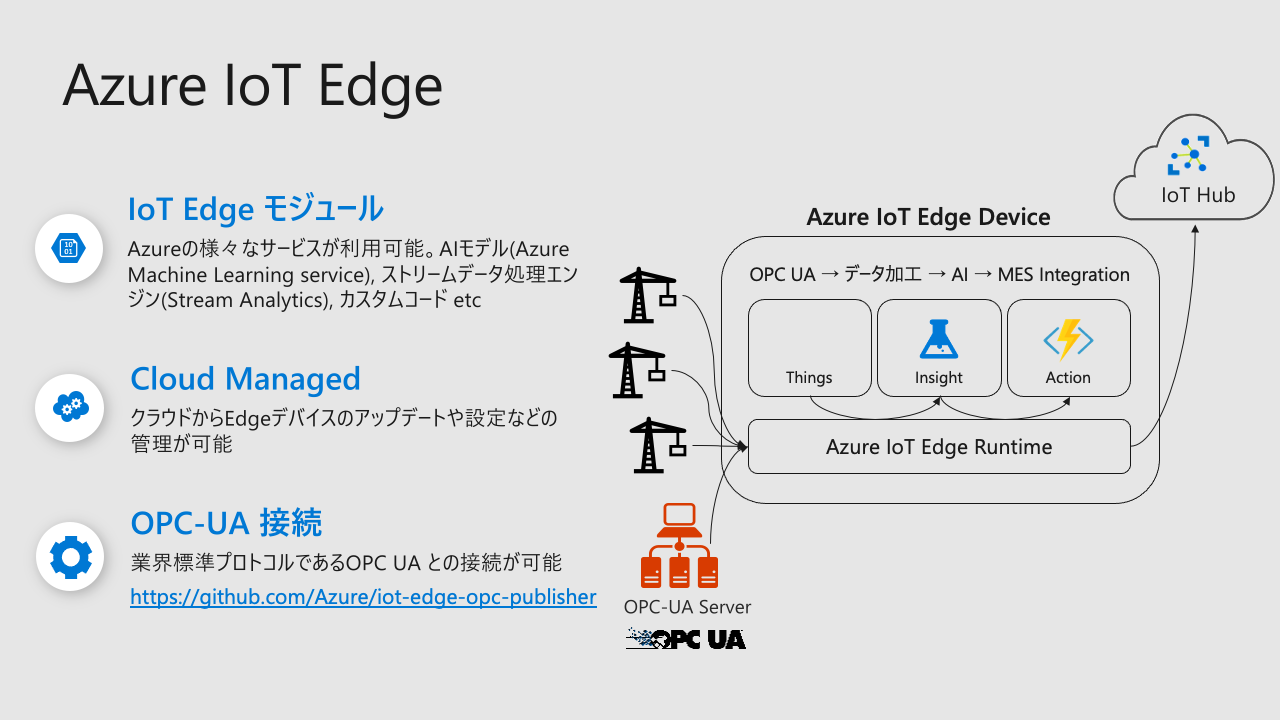 Azure IoT Edge
IoT Edge モジュール
Azureの様々なサービスが利用可能。AIモデル(Azure
Machine Learning service), ストリームデータ処理エン
ジン(Stream Analytics), カスタムコード etc
Cloud Managed
クラウドからEdgeデバイスのアップデートや設定などの
管理が可能
OPC-UA 接続
業界標準プロトコルであるOPC UA との接続が可能
https://github.com/Azure/iot-edge-opc-publisher
IoT Hub
Azure IoT Edge Device
OPC UA → データ加工 → AI → MES Integration
Things
Insight
Action
Azure IoT Edge Runtime
OPC-UA Server
OPC UA
10
01